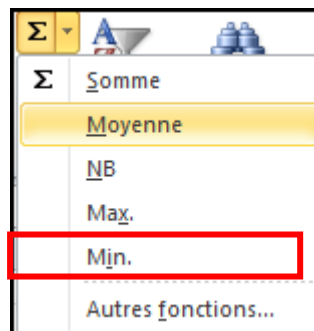 Σ
Σ Somme
Moyenne
NB
Max.
Min.
Autres fonctions...